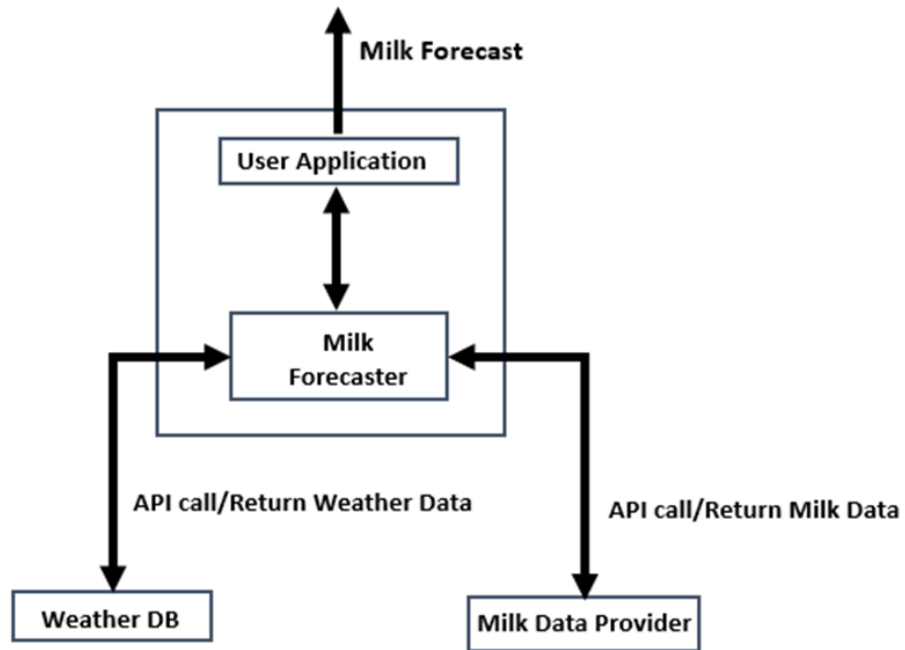 Milk Forecast
User Application
Milk
Forecaster
API call/Return Weather Data
API call/Return Milk Data
Weather DB
Milk Data Provider